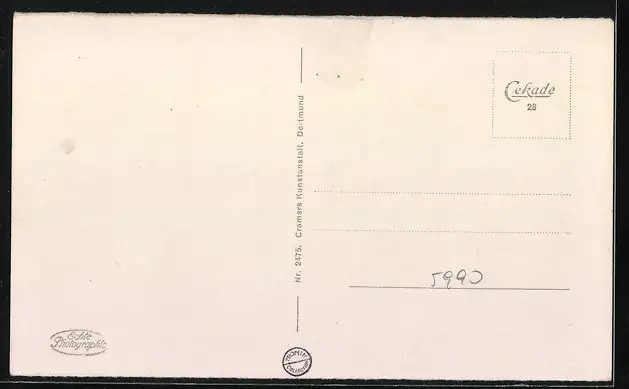 Nr. 2475. Cramers Kunstanstalt, Dortmund
Cekade
28
5990
Echte
Photographie